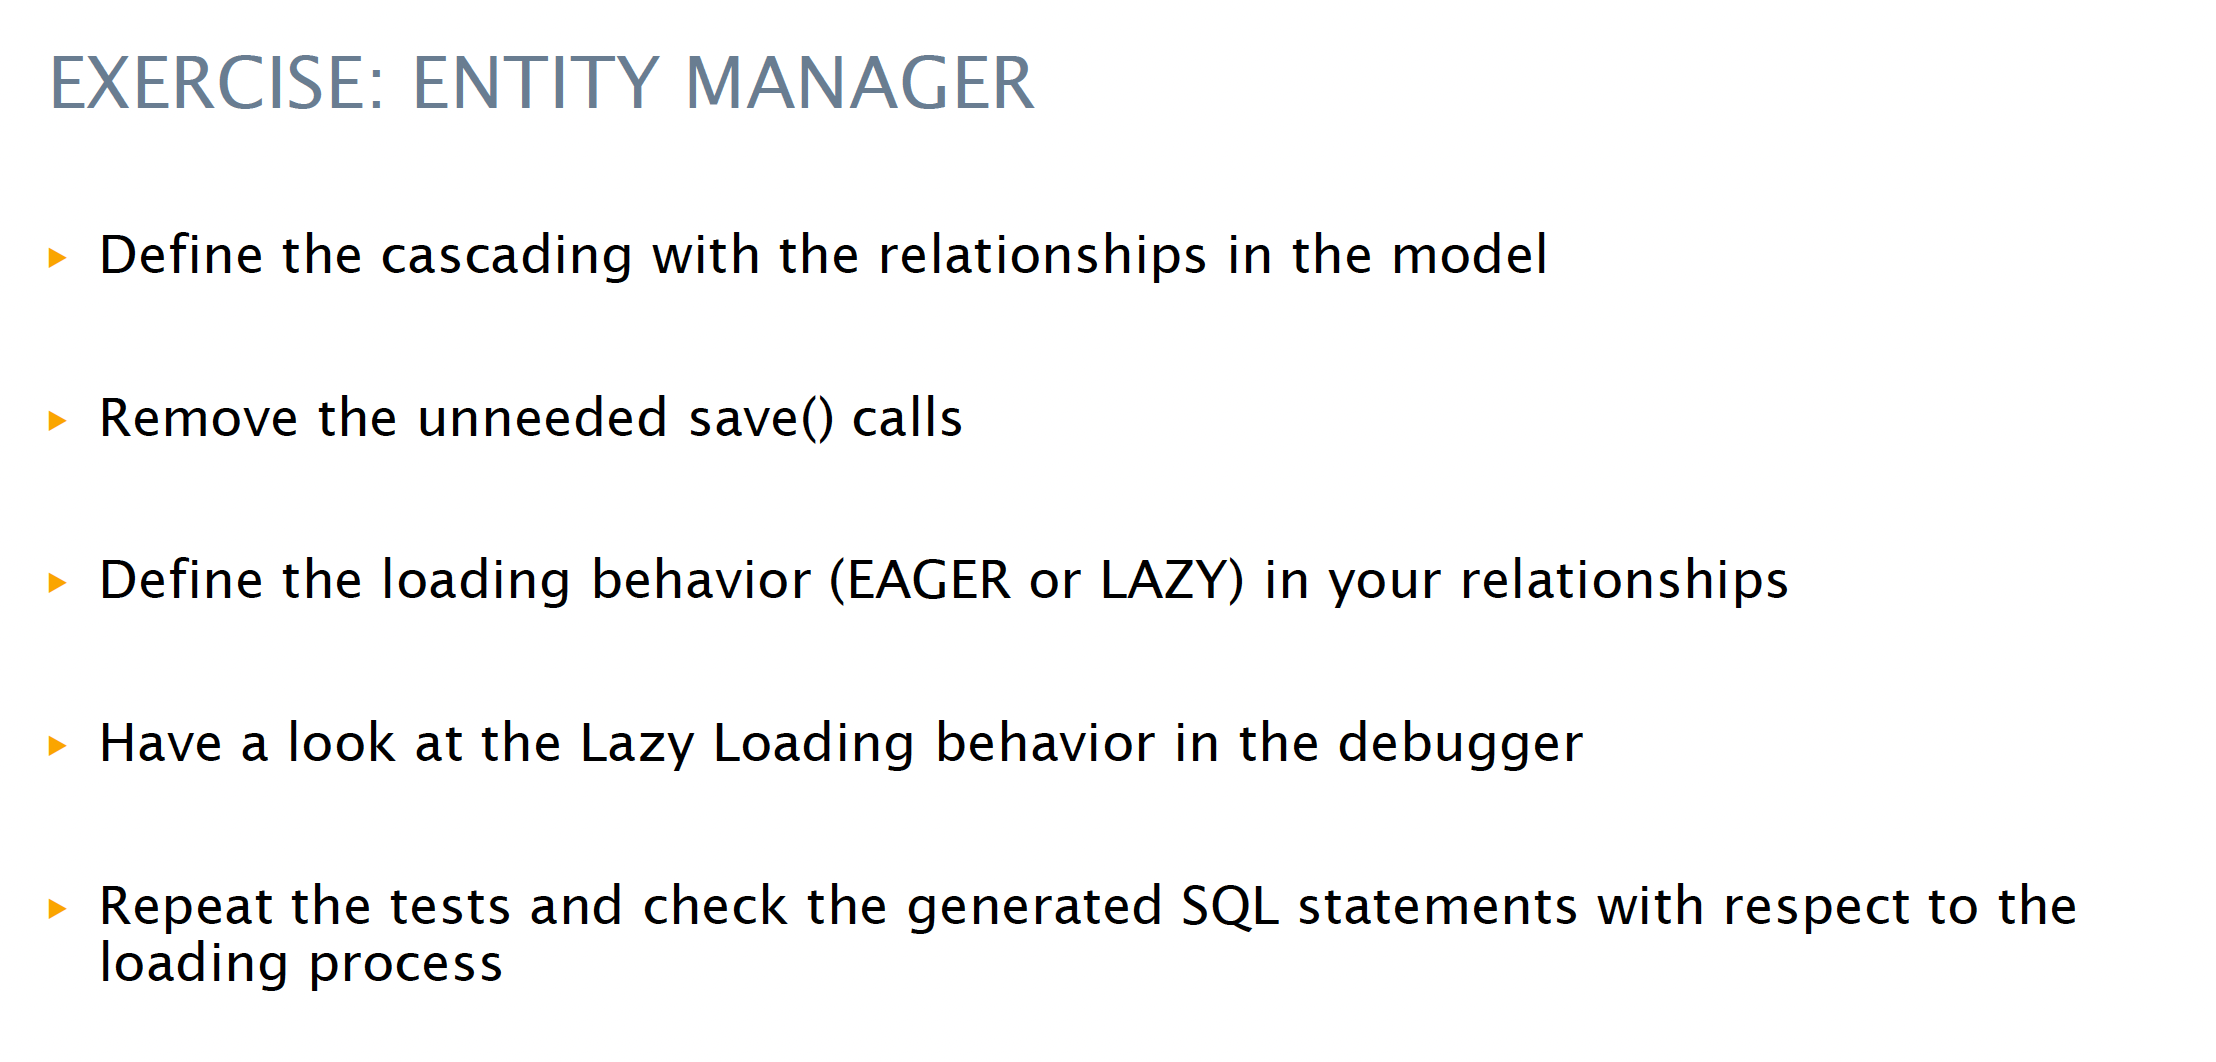 EXERCISE: ENTITY MANAGER
▸ Define the cascading with the relationships in the model
▸ Remove the unneeded save() calls
▸ Define the loading behavior (EAGER or LAZY) in your relationships
▸ Have a look at the Lazy Loading behavior in the debugger
▸ Repeat the tests and check the generated SQL statements with respect to the
loading process